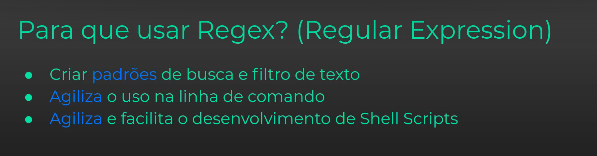 Para que usar Regex? (Regular Expression)
● Criar padrões de busca e filtro de texto
● Agiliza o uso na linha de comando
● Agiliza e facilita o desenvolvimento de Shell Scripts